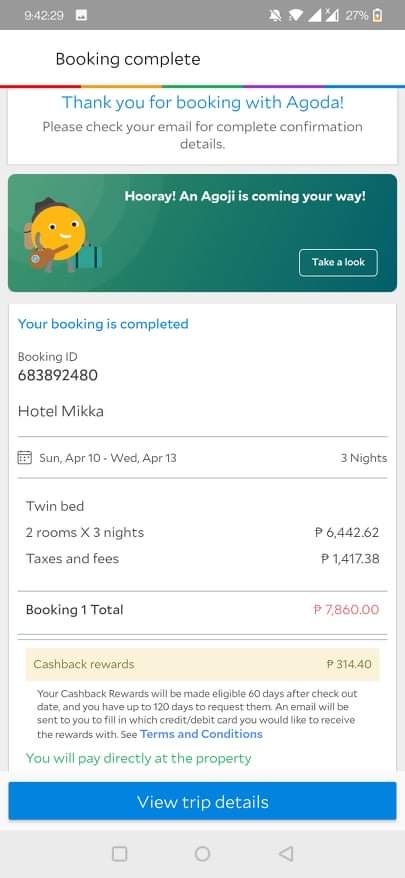 9:42:29
27%
Booking complete
Thank you for booking with Agoda!
Please check your email for complete confirmation
details.
Hooray! An Agoji is coming your way!
Take a look
Your booking is completed
Booking ID
683892480
Hotel Mikka
Sun, Apr 10 - Wed, Apr 13 3 Nights
Twin bed
2 rooms X 3 nights ₱ 6,442.62
Taxes and fees ₱ 1,417.38
Booking 1 Total ₱ 7,860.00
Cashback rewards ₱ 314.40
Your Cashback Rewards will be made eligible 60 days after check out
date, and you have up to 120 days to request them. An email will be
sent to you to fill in which credit/debit card you would like to receive
the rewards with. See Terms and Conditions
You will pay directly at the property
View trip details